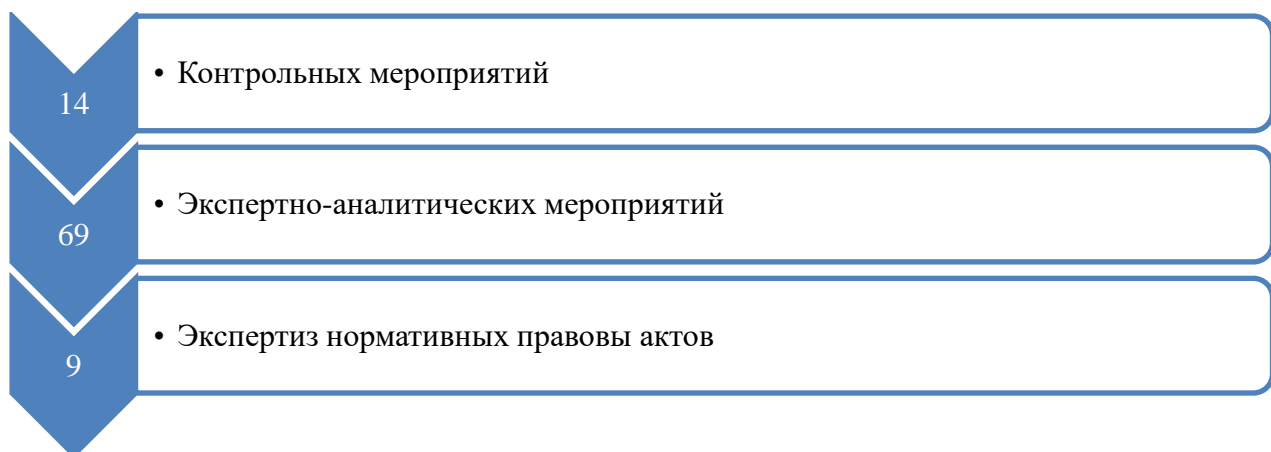 14
• Контрольных мероприятий
69
• Экспертно-аналитических мероприятий
9
• Экспертиз нормативных правовы актов